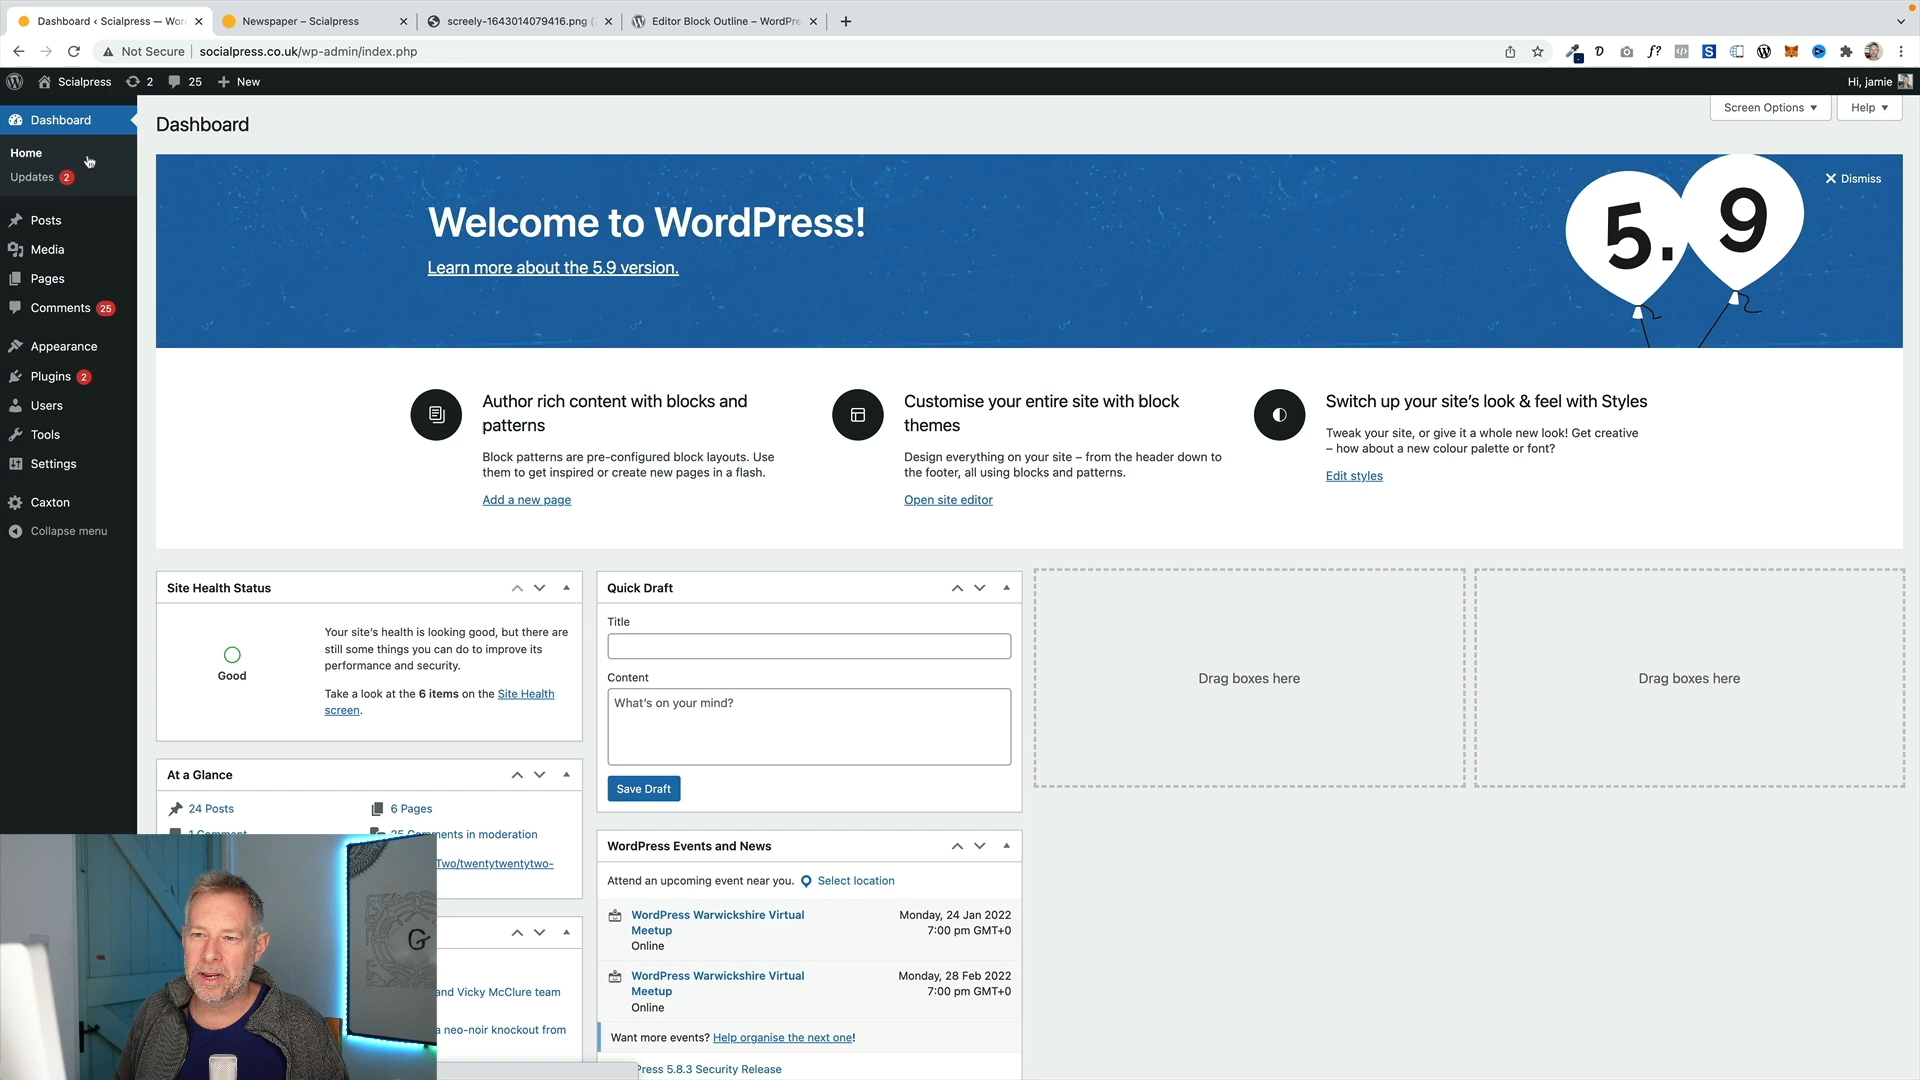 Dashboard ‹ Scialpress — Wor
Newspaper – Scialpress
screely-1643014079416.png (
Editor Block Outline – WordPre
Not Secure
socialpress.co.uk/wp-admin/index.php
Scialpress
2
25
New
Hi, jamie
Dashboard
Home
Updates 2
Posts
Media
Pages
Comments 25
Appearance
Plugins 2
Users
Tools
Settings
Caxton
Collapse menu
Dashboard
Screen Options
Help
Welcome to WordPress!
Learn more about the 5.9 version.
5.9
Dismiss
Author rich content with blocks and
patterns
Block patterns are pre-configured block layouts. Use
them to get inspired or create new pages in a flash.
Add a new page
Customise your entire site with block
themes
Design everything on your site – from the header down to
the footer, all using blocks and patterns.
Open site editor
Switch up your site's look & feel with Styles
Tweak your site, or give it a whole new look! Get creative
– how about a new colour palette or font?
Edit styles
Site Health Status
Good
Your site's health is looking good, but there are
still some things you can do to improve its
performance and security.
Take a look at the 6 items on the Site Health
screen.
At a Glance
24 Posts
6 Pages
1 Comment
25 Comments in moderation
Two/twentytwentytwo-
and Vicky McClure team
a neo-noir knockout from
Quick Draft
Title
Content
What's on your mind?
Save Draft
WordPress Events and News
Attend an upcoming event near you.
Select location
WordPress Warwickshire Virtual
Meetup
Online
Monday, 24 Jan 2022
7:00 pm GMT+0
WordPress Warwickshire Virtual
Meetup
Online
Monday, 28 Feb 2022
7:00 pm GMT+0
Want more events? Help organise the next one!
Press 5.8.3 Security Release
Drag boxes here
Drag boxes here
G